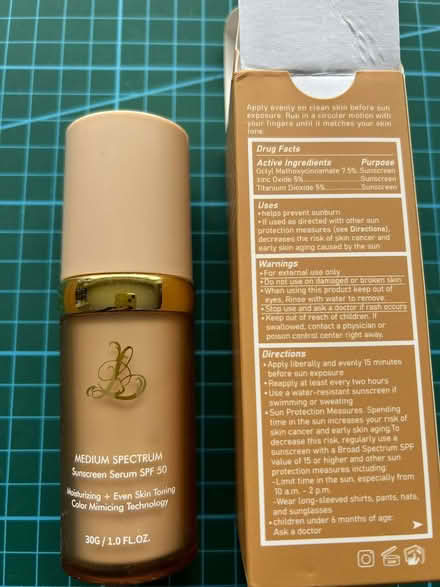 MEDIUM SPECTRUM
Sunscreen Serum SPF 50
Moisturizing + Even Skin Toning
Color Mimicing Technology
30G / 1.0 FL.OZ.
Apply evenly on clean skin before sun
exposure. Rub in a circular motion with
your fingers until it matches your skin
tone.
Drug Facts
Active Ingredients Purpose
Octyl Mathoxycinnamate 7.5% Sunscreen
zinc Oxide 5% Sunscreen
Titanium Dioxide 5% Sunscreen
Uses
•helps prevent sunburn
• if used as directed with other sun
protection measures (see Directions),
decreases the risk of skin cancer and
early skin aging caused by the sun
Warnings
•For external use only
•Do not use on damaged or broken skin
•When using this product keep out of
eyes, Rinse with water to remove.
•Stop use and ask a doctor if rash occurs
•Keep out of reach of children. If
swallowed, contact a physician or
poison control center right away.
Directions
•Apply liberally and evenly 15 minutes
before sun exposure
•Reapply at least every two hours
•Use a water-resistant sunscreen if
swimming or sweating
•Sun Protection Measures. Spending
time in the sun increases your risk of
skin cancer and early skin aging.To
decrease this risk, regularly use a
sunscreen with a Broad Spectrum SPF
value of 15 or higher and other sun
protection measures including:
-Limit time in the sun, especially from
10 a.m. - 2 p.m.
-Wear long-sleeved shirts, pants, hats,
and sunglasses
•children under 6 months of age:
Ask a doctor